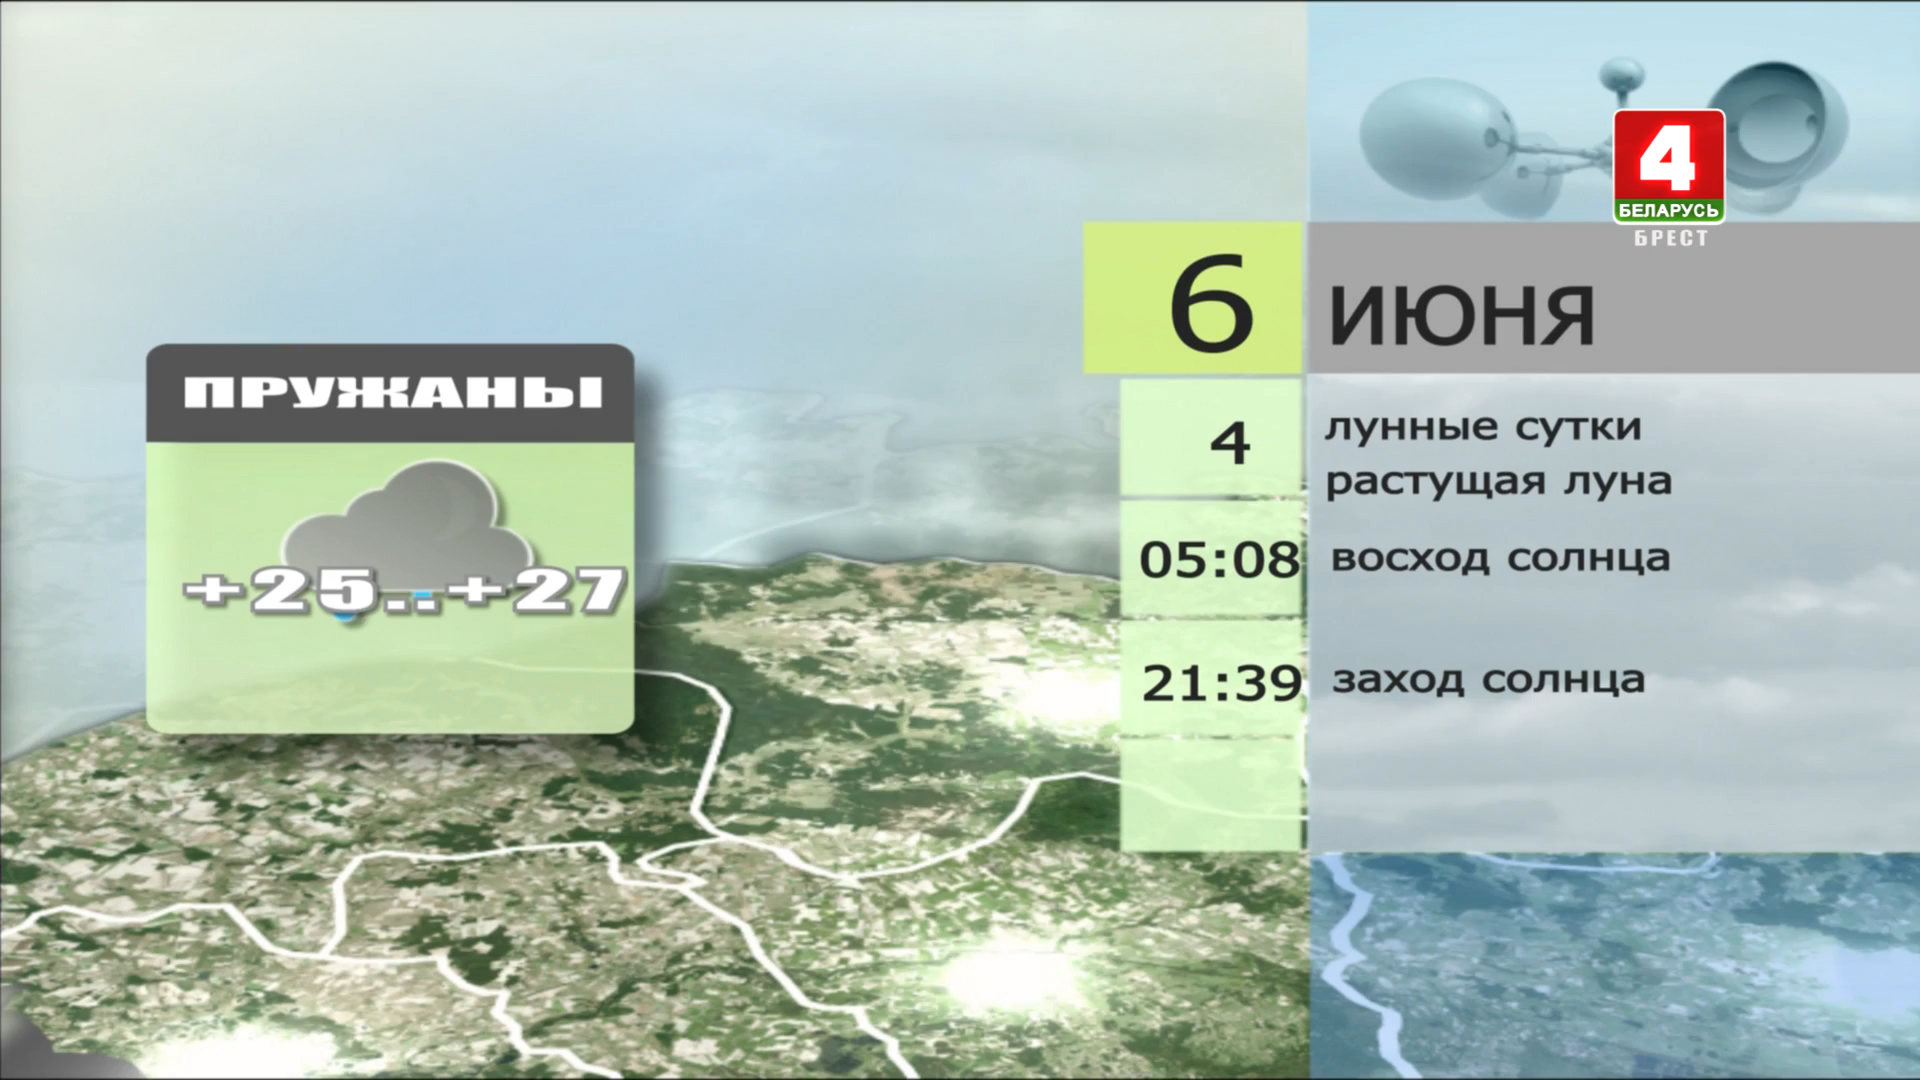 4
БЕЛАРУСЬ
БРЕСТ
6 ИЮНЯ
ПРУЖАНЫ
+25..+27
4 лунные сутки
растущая луна
05:08 восход солнца
21:39 заход солнца